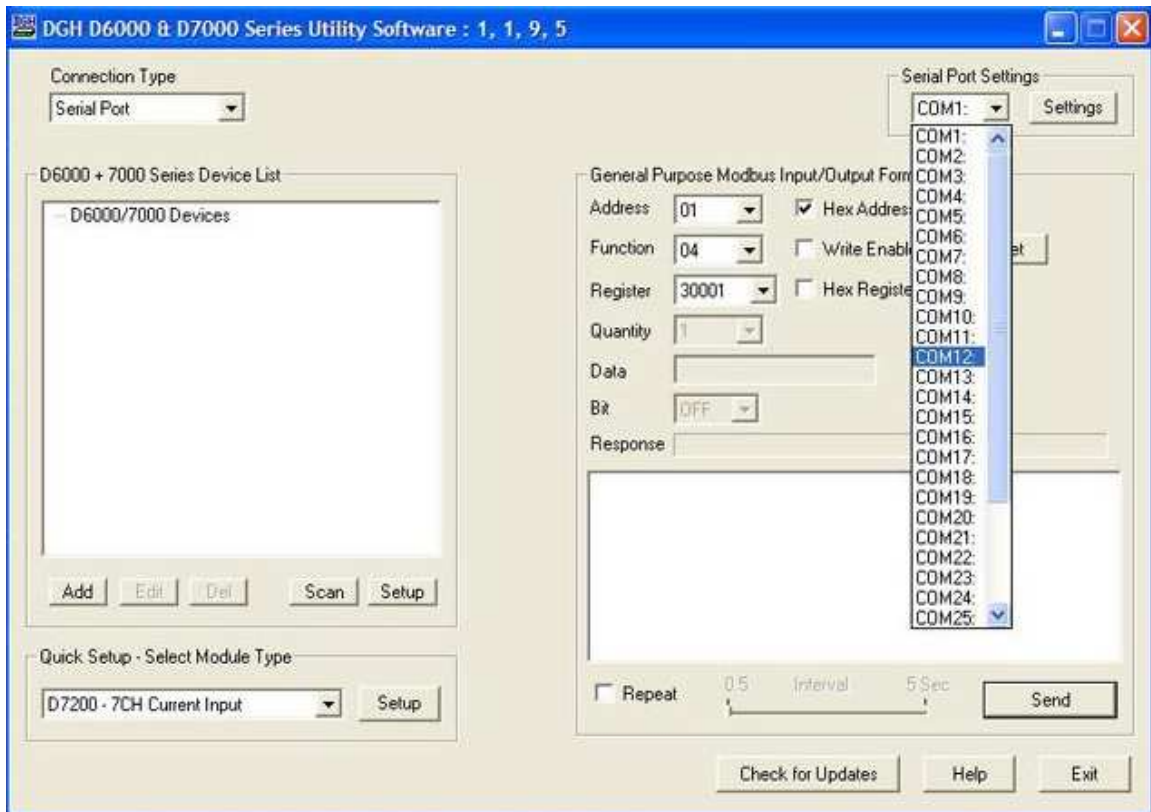 DGH D6000 & D7000 Series Utility Software : 1, 1, 9, 5
Connection Type
Serial Port
Serial Port Settings
COM1:
Settings
COM1:
COM2:
COM3:
COM4:
COM5:
COM6:
COM7:
COM8:
COM9:
COM10:
COM11:
COM12:
COM13:
COM14:
COM15:
COM16:
COM17:
COM18:
COM19:
COM20:
COM21:
COM22:
COM23:
COM24:
COM25:
D6000 + 7000 Series Device List
D6000/7000 Devices
Add Edit Del Scan Setup
Quick Setup - Select Module Type
D7200 - 7CH Current Input
Setup
General Purpose Modbus Input/Output Form
Address 01 Hex Address
Function 04 Write Enabl et
Register 30001 Hex Registe
Quantity 1
Data
Bit OFF
Response
Repeat 0.5 Interval 5 Sec
Send
Check for Updates Help Exit